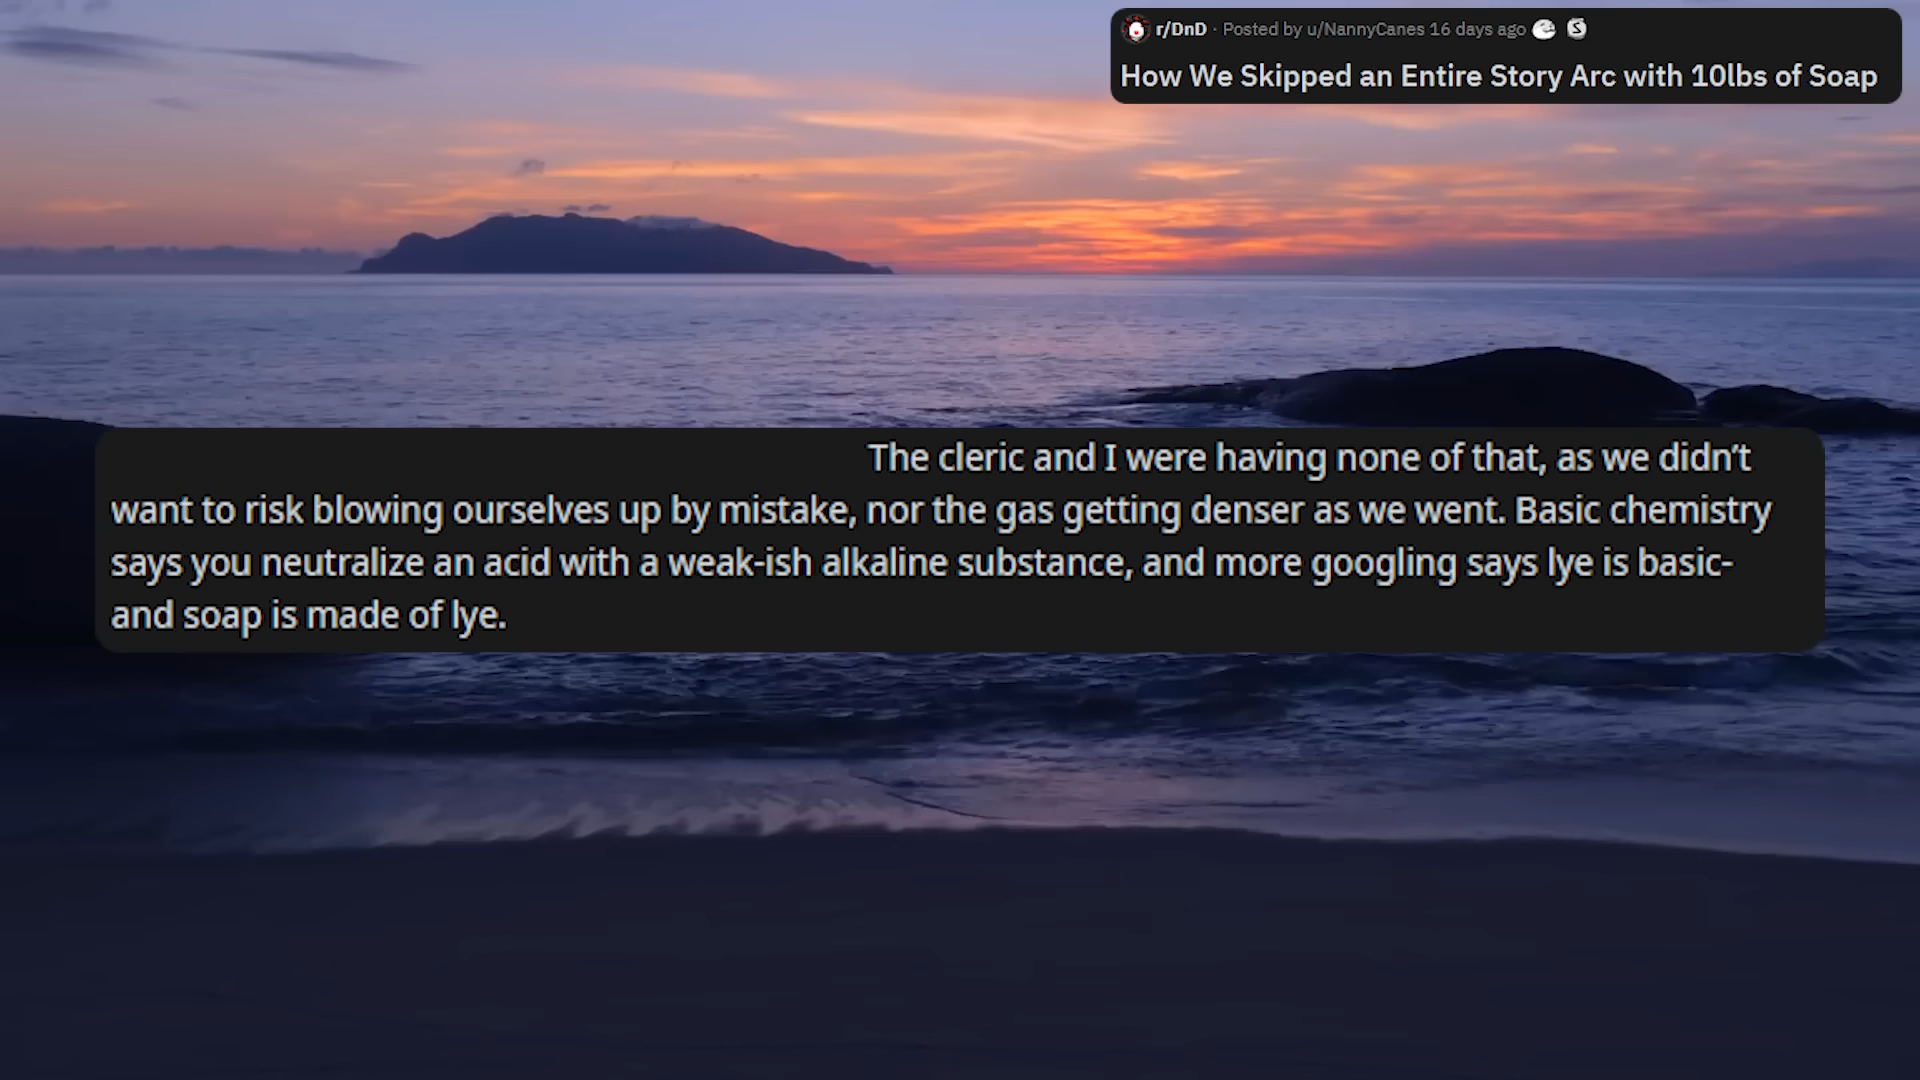 r/DnD · Posted by u/NannyCanes 16 days ago
How We Skipped an Entire Story Arc with 10lbs of Soap
The cleric and I were having none of that, as we didn’t
want to risk blowing ourselves up by mistake, nor the gas getting denser as we went. Basic chemistry
says you neutralize an acid with a weak-ish alkaline substance, and more googling says lye is basic-
and soap is made of lye.